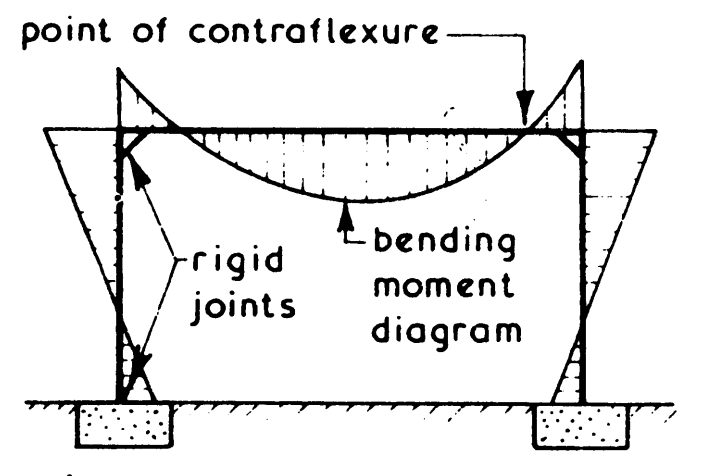 point of contraflexure
rigid
joints
bending
moment
diagram